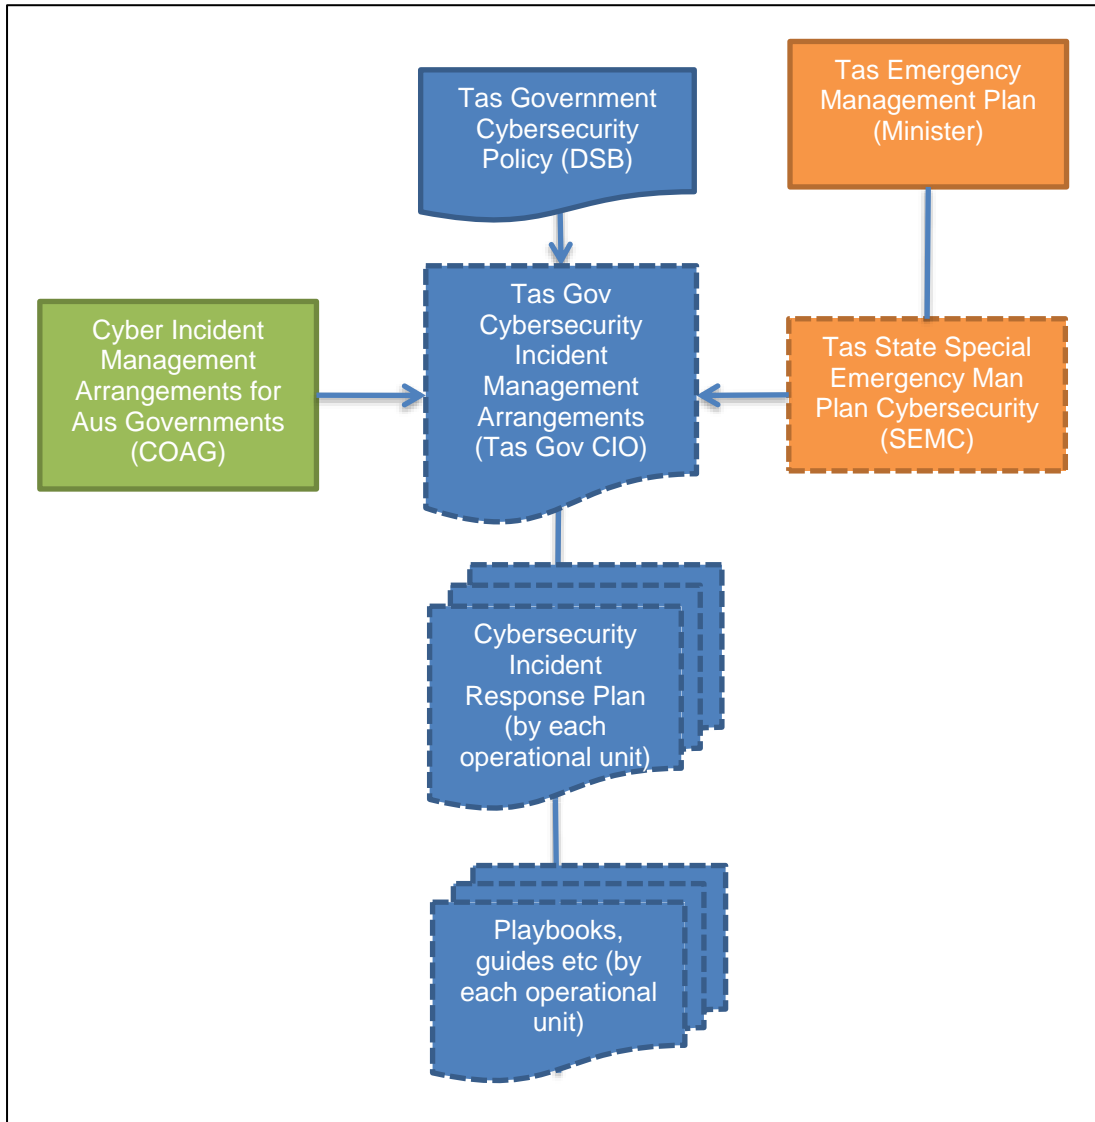 Tas Government
Cybersecurity
Policy (DSB)
Tas Emergency
Management Plan
(Minister)
Cyber Incident
Management
Arrangements for
Aus Governments
(COAG)
Tas Gov
Cybersecurity
Incident
Management
Arrangements
(Tas Gov CIO)
Tas State Special
Emergency Man
Plan Cybersecurity
(SEMC)
Cybersecurity
Incident
Response Plan
(by each
operational unit)
Playbooks,
guides etc (by
each operational
unit)